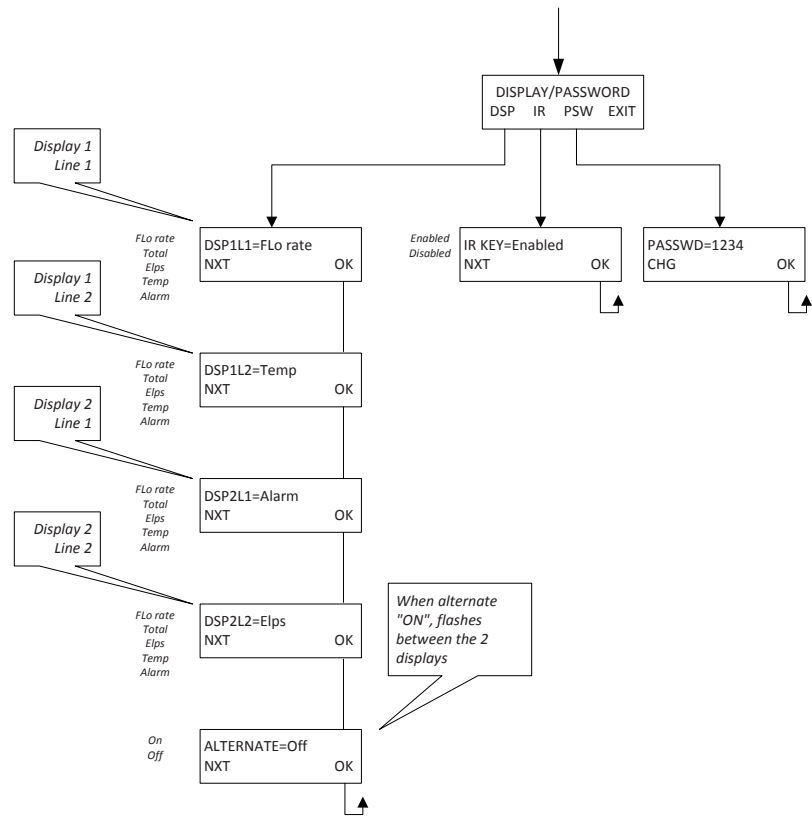 DISPLAY/PASSWORD
DSP IR PSW EXIT
Display 1
Line 1
FLo rate
Total
Elps
Temp
Alarm
DSP1L1=FLo rate
NXT OK
Enabled
Disabled
IR KEY=Enabled
NXT OK
PASSWD=1234
CHG OK
Display 1
Line 2
FLo rate
Total
Elps
Temp
Alarm
DSP1L2=Temp
NXT OK
Display 2
Line 1
FLo rate
Total
Elps
Temp
Alarm
DSP2L1=Alarm
NXT OK
Display 2
Line 2
FLo rate
Total
Elps
Temp
Alarm
DSP2L2=Elps
NXT OK
When alternate
"ON", flashes
between the 2
displays
On
Off
ALTERNATE=Off
NXT OK